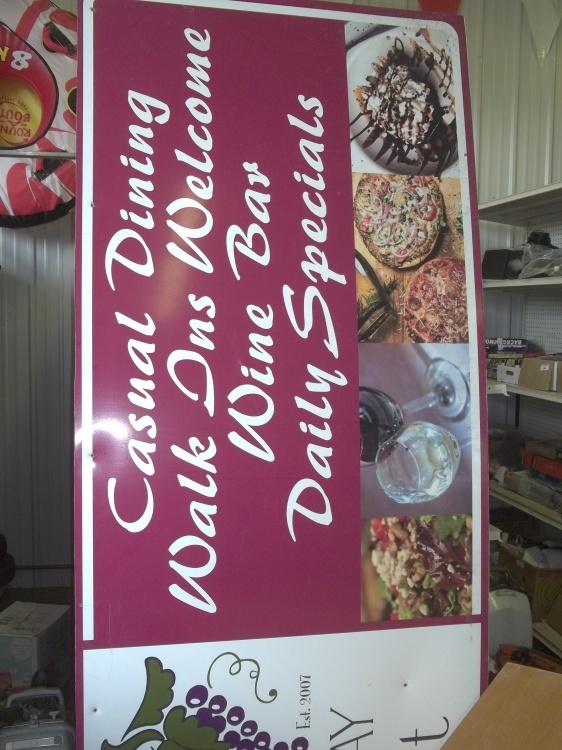 Casual Dining
Walk Ins Welcome
Wine Bar
Daily Specials
Est. 2007